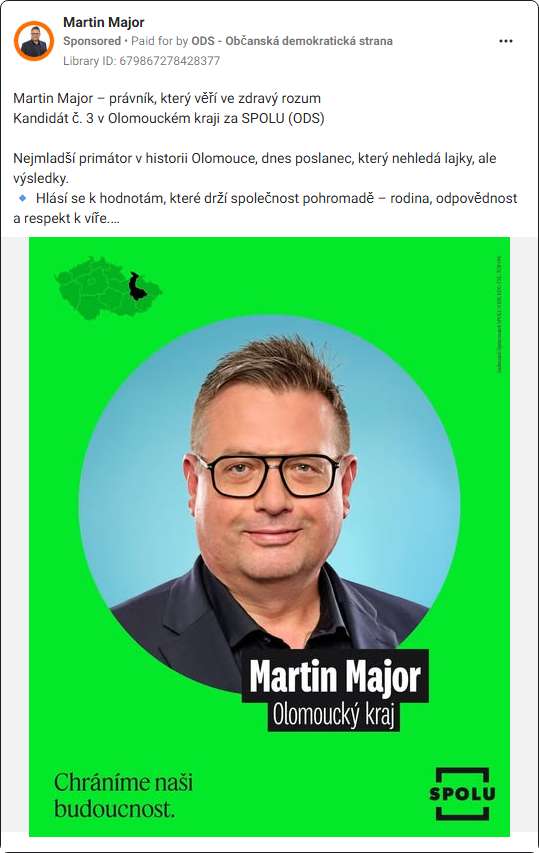 Martin Major
Sponsored • Paid for by ODS - Občanská demokratická strana
Library ID: 679867278428377
Martin Major – právník, který věří ve zdravý rozum
Kandidát č. 3 v Olomouckém kraji za SPOLU (ODS)
Nejmladší primátor v historii Olomouce, dnes poslanec, který nehledá lajky, ale
výsledky.
🔹 Hlásí se k hodnotám, které drží společnost pohromadě – rodina, odpovědnost
a respekt k víře....
Martin Major
Olomoucký kraj
Chráníme naši
budoucnost.
SPOLU